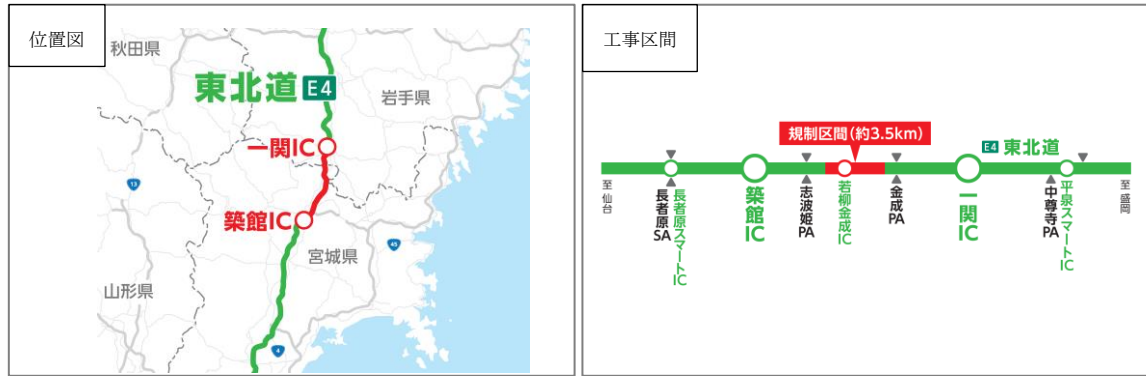 位置図
秋田県
東北道 E4
岩手県
一関IC
13
築館IC
宮城県
45
山形県
4
工事区間
規制区間(約3.5km)
E4 東北道
至仙台
長者原SA
長者原スマートIC
築館IC
志波姫PA
若柳金成IC
金成PA
一関IC
中尊寺PA
平泉スマートIC
至盛岡